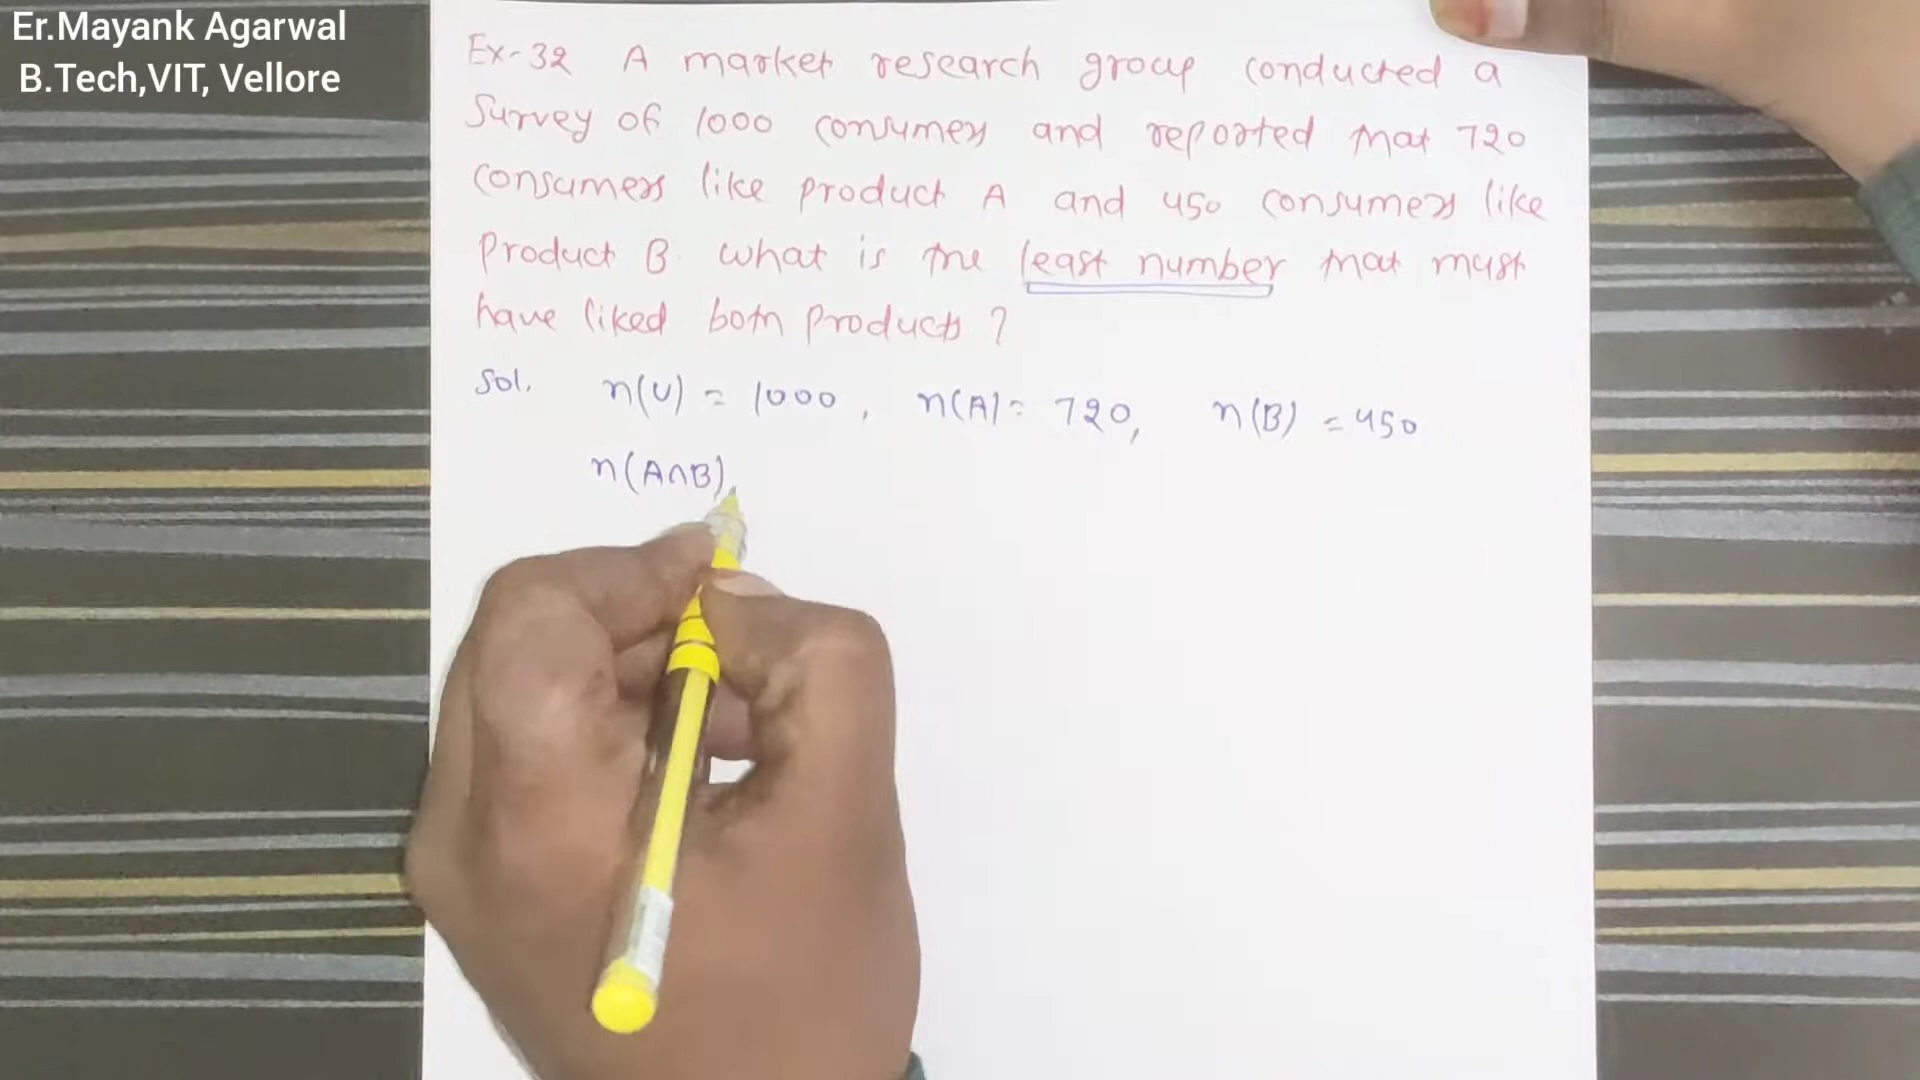 Er.Mayank Agarwal
B.Tech,VIT, Vellore
Ex-32 A market research group conducted a
survey of 1000 consumers and reported that 720
consumers like product A and 450 consumers like
product B. what is the least number that must
have liked both products ?
Sol. n(U) = 1000, n(A) = 720, n(B) = 450
n(A∩B)